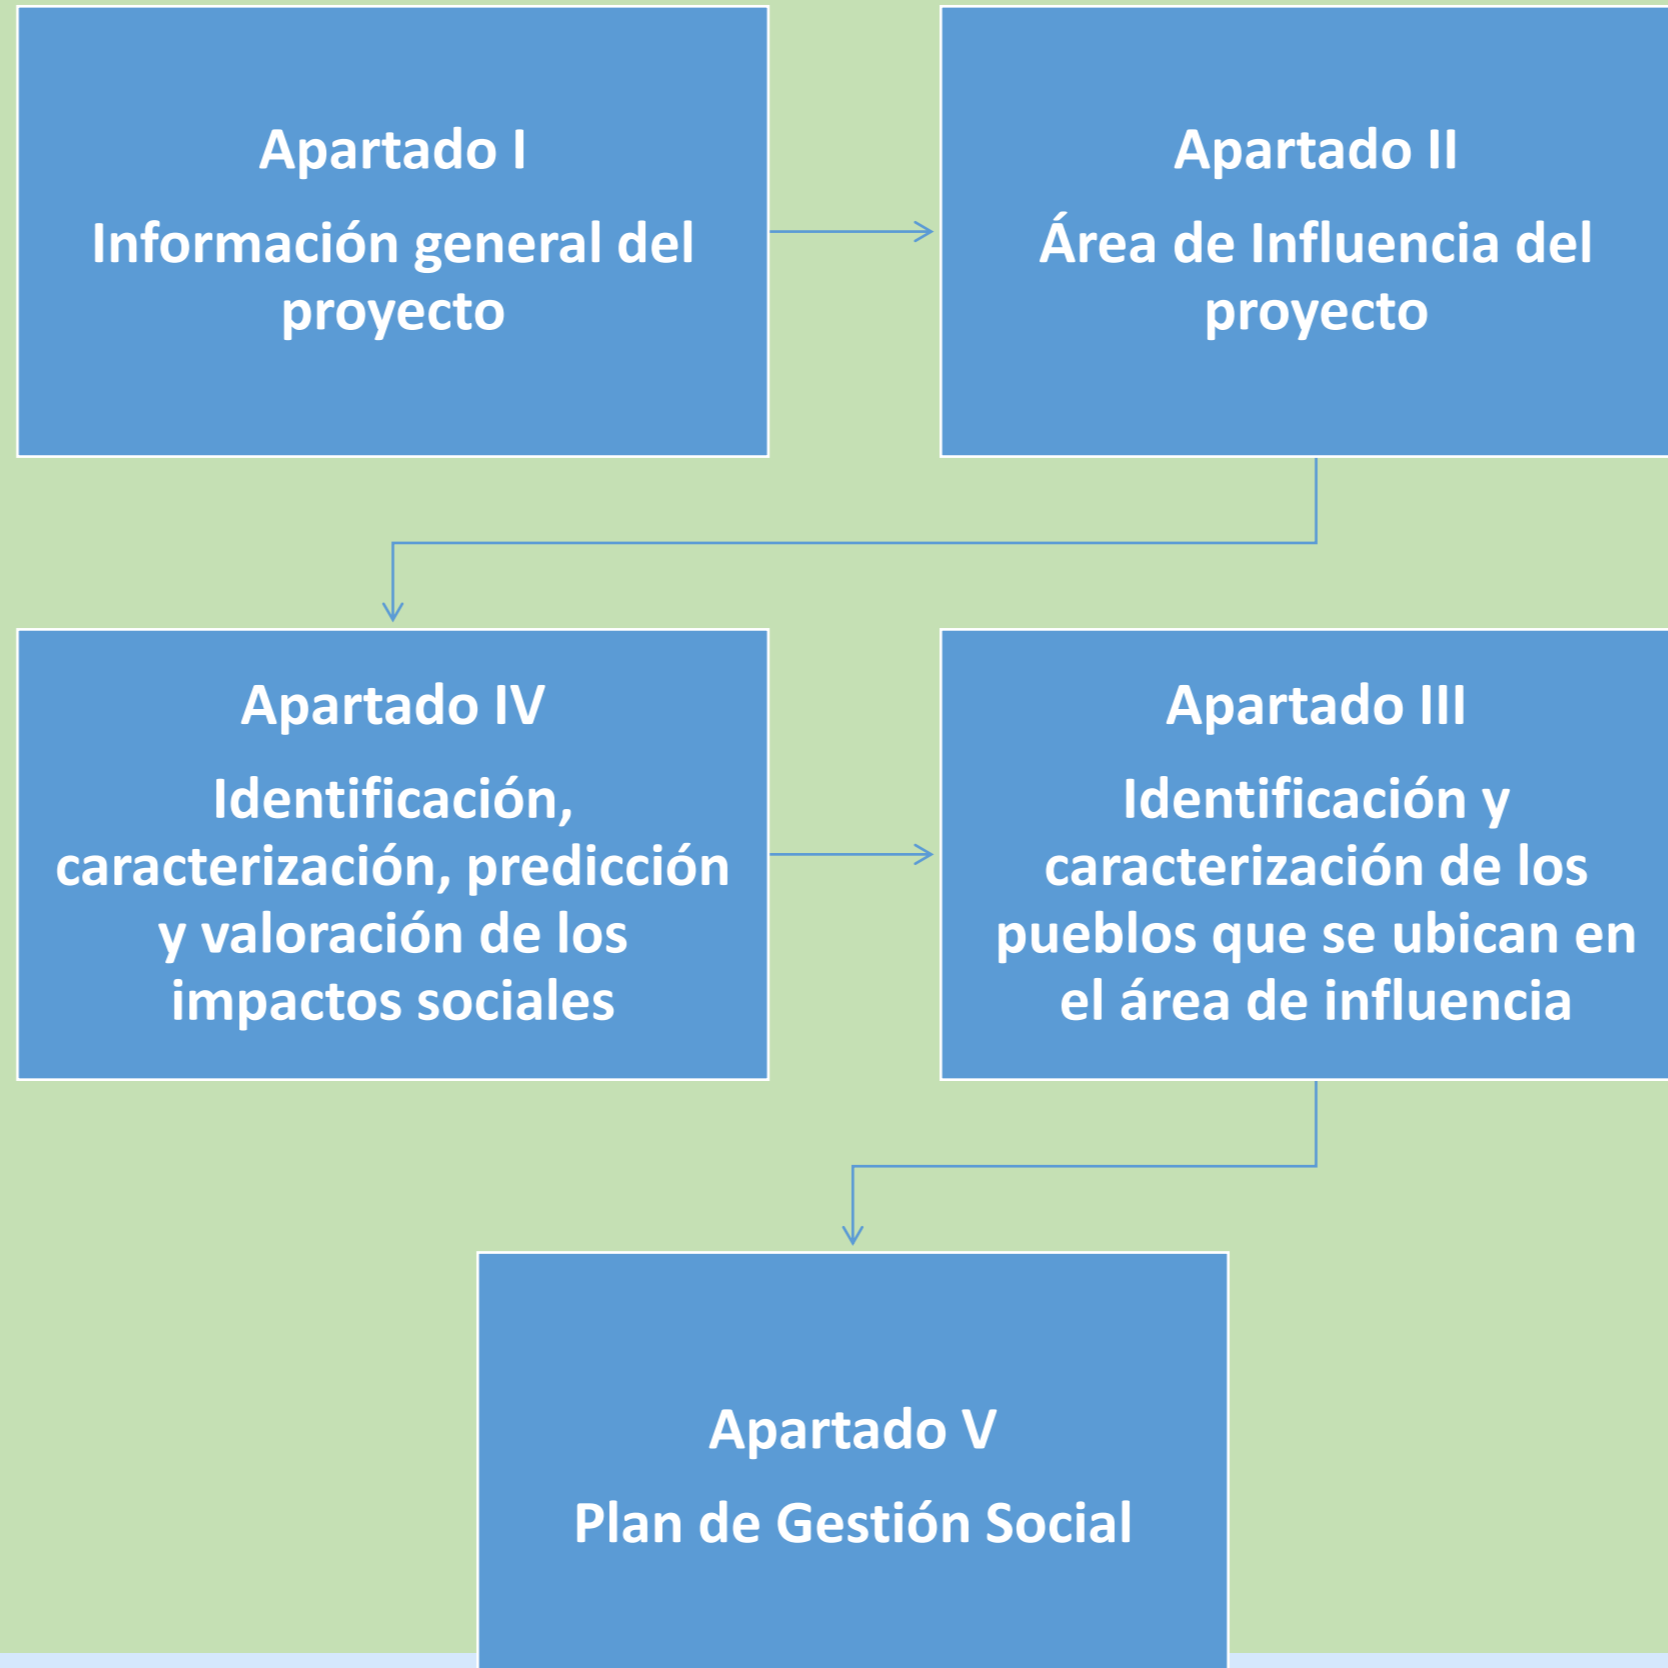 Apartado I
Información general del
proyecto
Apartado II
Área de Influencia del
proyecto
Apartado IV
Identificación,
caracterización, predicción
y valoración de los
impactos sociales
Apartado III
Identificación y
caracterización de los
pueblos que se ubican en
el área de influencia
Apartado V
Plan de Gestión Social